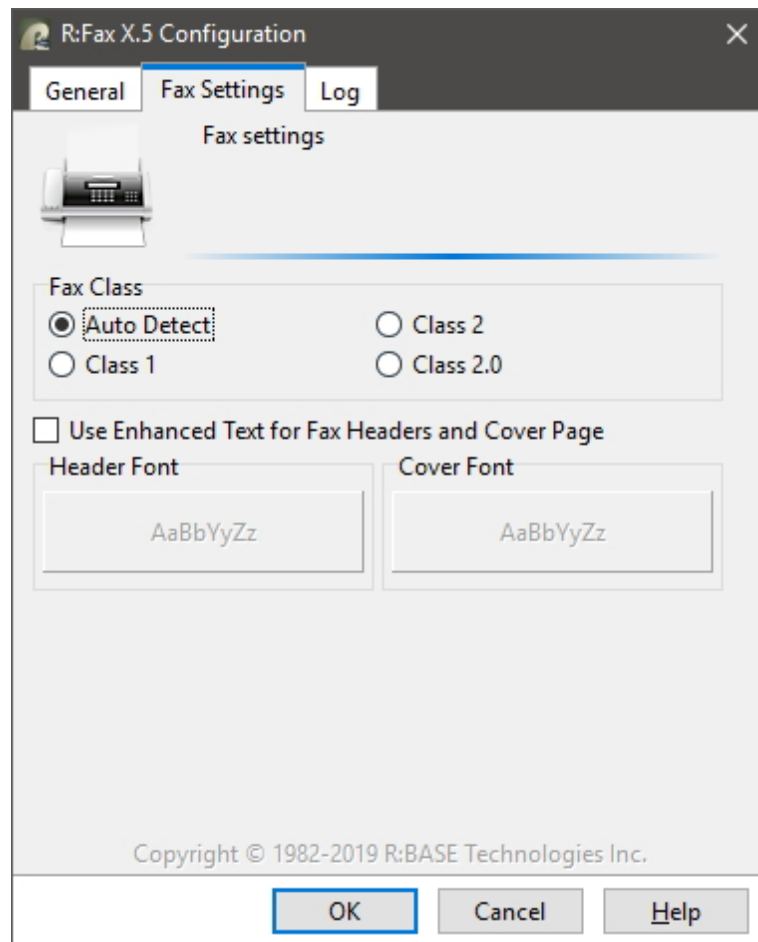 R:Fax X.5 Configuration
General Fax Settings Log
Fax settings
Fax Class
Auto Detect Class 2
Class 1 Class 2.0
Use Enhanced Text for Fax Headers and Cover Page
Header Font Cover Font
AaBbYyZz AaBbYyZz
Copyright © 1982-2019 R:BASE Technologies Inc.
OK Cancel Help